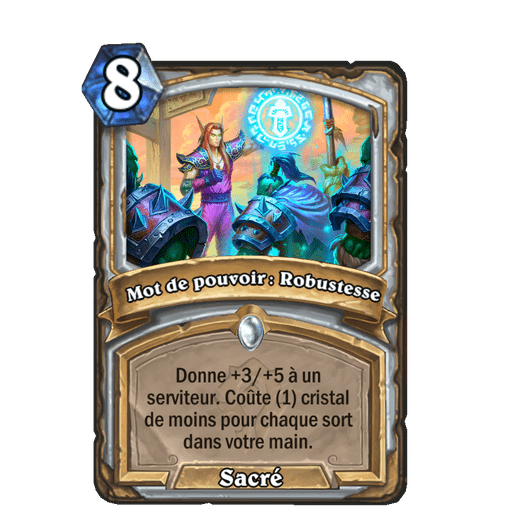 8
Mot de pouvoir : Robustesse
Donne +3/+5 à un
serviteur. Coûte (1) cristal
de moins pour chaque sort
dans votre main.
Sacré